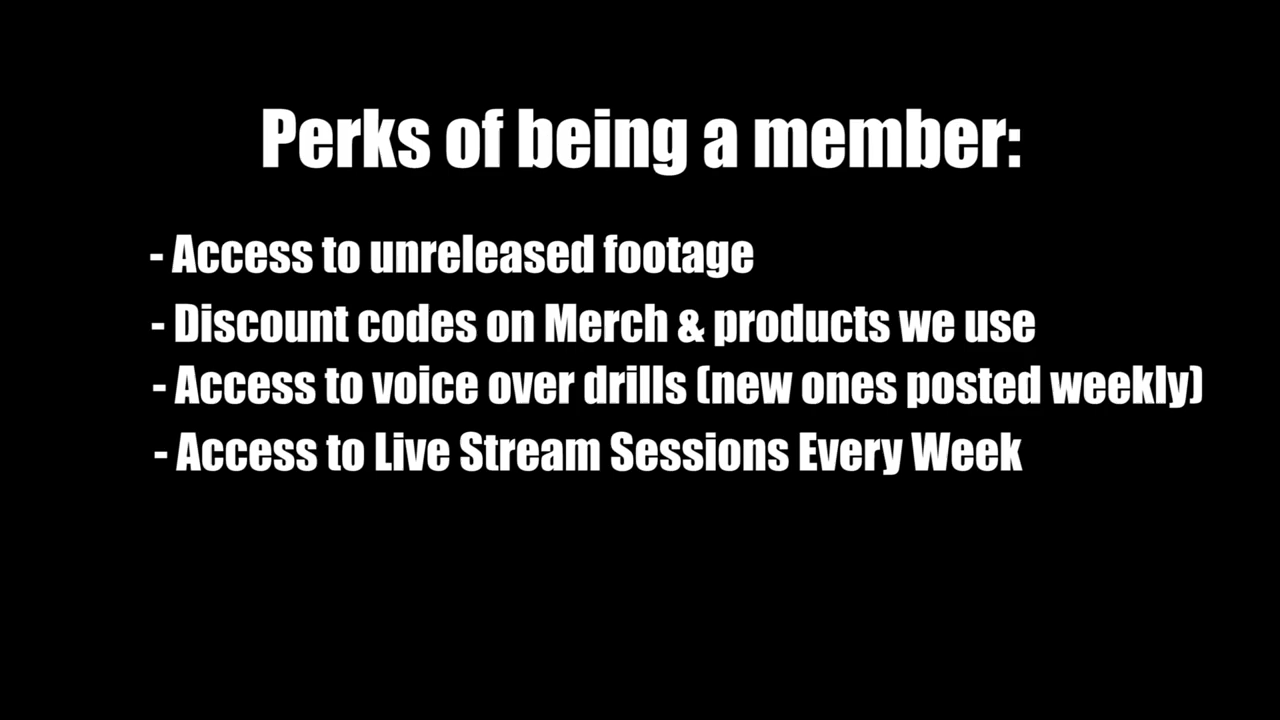 Perks of being a member:
- Access to unreleased footage
- Discount codes on Merch & products we use
- Access to voice over drills (new ones posted weekly)
- Access to Live Stream Sessions Every Week